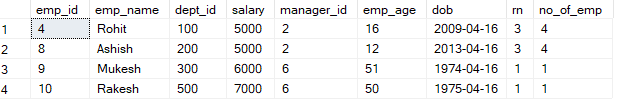 emp_id emp_name dept_id salary manager_id emp_age dob rn no_of_emp
1 4 Rohit 100 5000 2 16 2009-04-16 3 4
2 8 Ashish 200 5000 2 12 2013-04-16 3 4
3 9 Mukesh 300 6000 6 51 1974-04-16 1 1
4 10 Rakesh 500 7000 6 50 1975-04-16 1 1